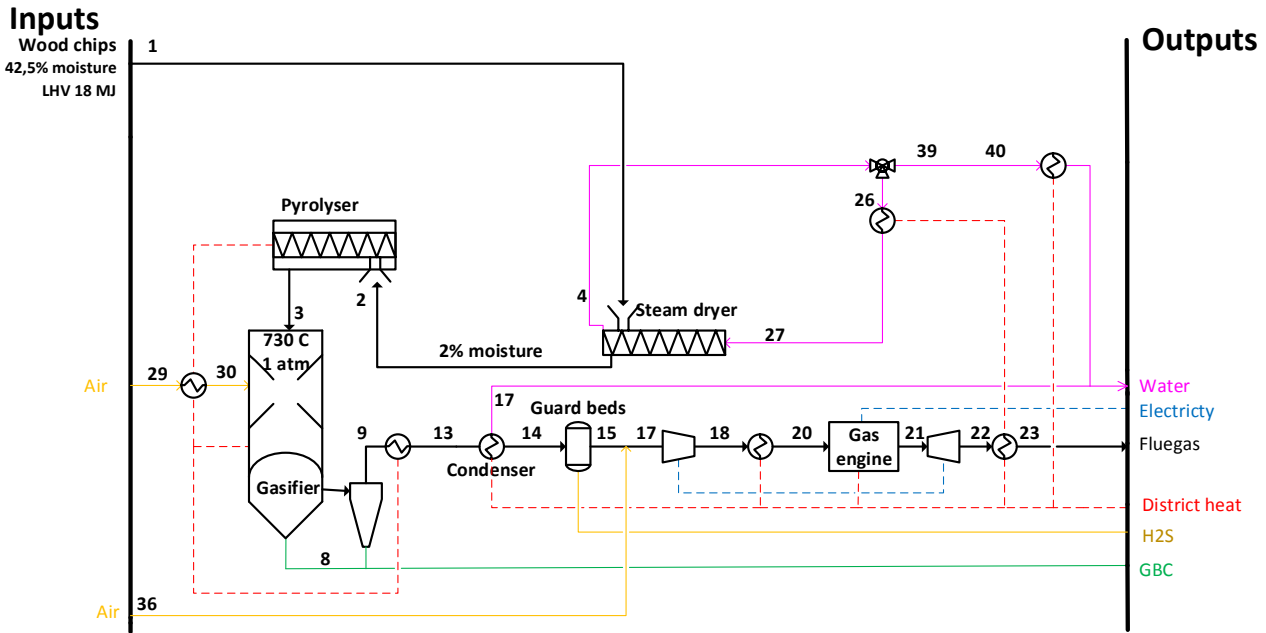 Inputs
Wood chips
42,5% moisture
LHV 18 MJ
1
Outputs
39
40
26
Pyrolyser
2
3
4
Steam dryer
27
730 C
1 atm
2% moisture
Air
29
30
Water
17
Guard beds
Electricty
9
13
14
15
17
18
20
Gas
engine
21
22
23
Fluegas
Condenser
Gasifier
District heat
H2S
8
GBC
Air
36